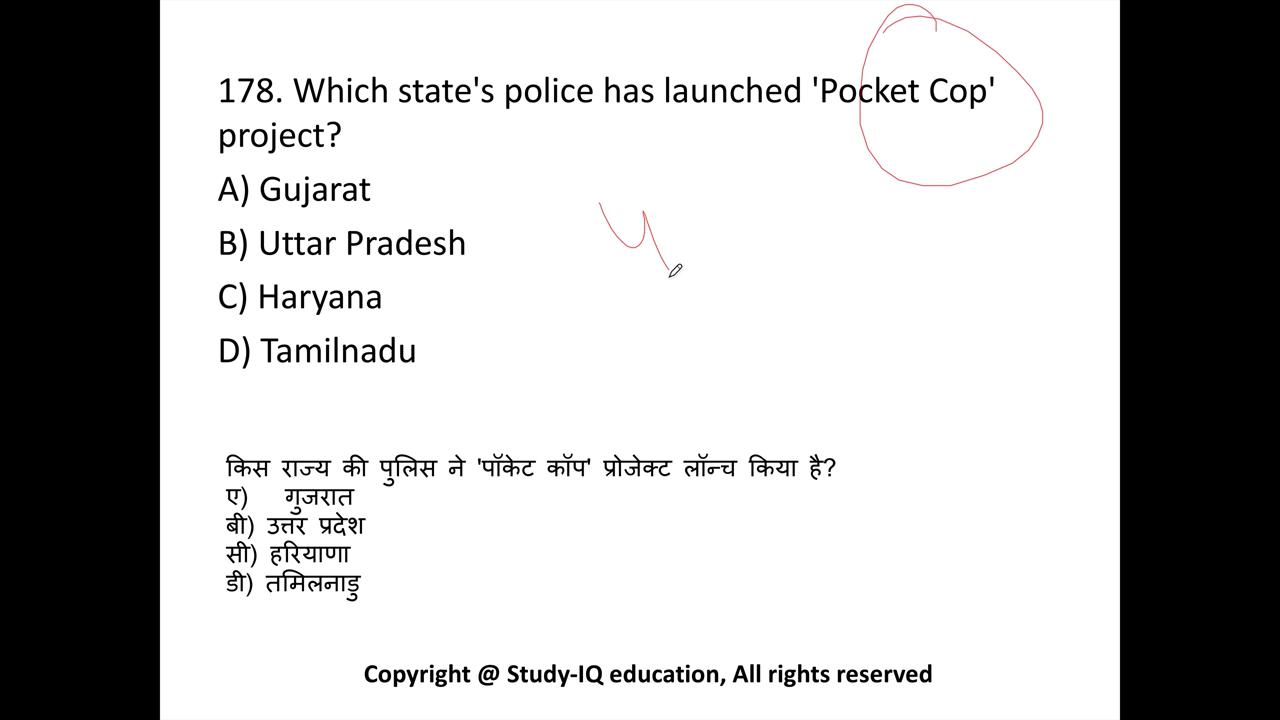 178. Which state's police has launched 'Pocket Cop'
project?
A) Gujarat
B) Uttar Pradesh
C) Haryana
D) Tamilnadu
किस राज्य की पुलिस ने 'पॉकेट कॉप' प्रोजेक्ट लॉन्च किया है?
ए) गुजरात
बी) उत्तर प्रदेश
सी) हरियाणा
डी) तमिलनाडु
Copyright @ Study-IQ education, All rights reserved